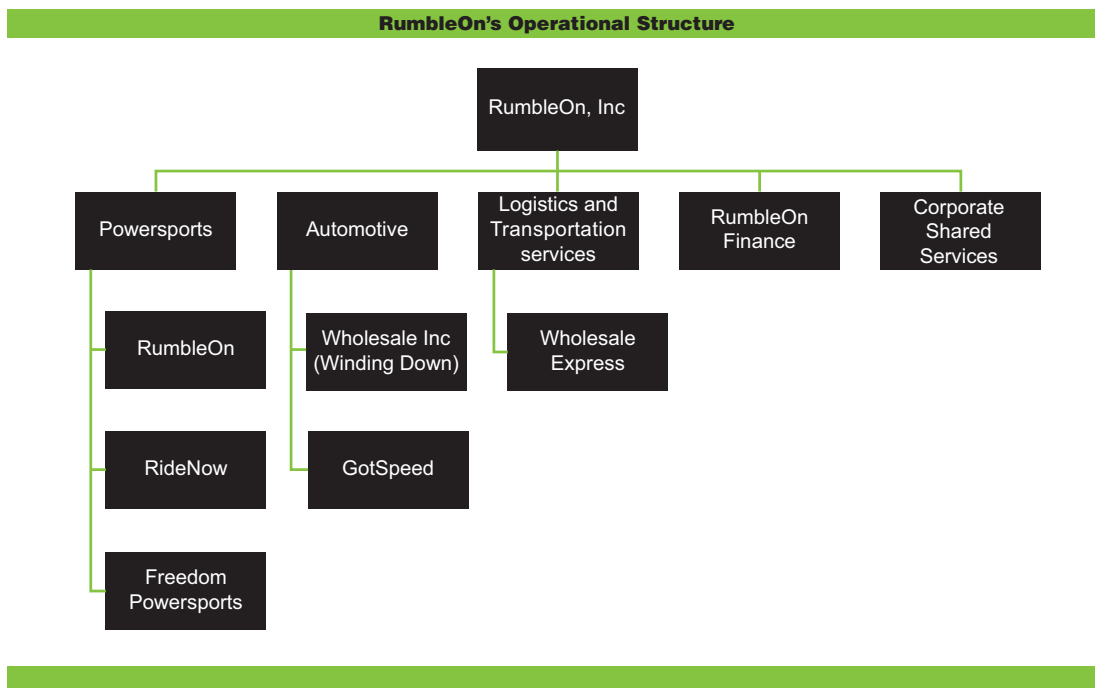 RumbleOn's Operational Structure
RumbleOn, Inc
Powersports
Automotive
Logistics and
Transportation
services
RumbleOn
Finance
Corporate
Shared
Services
RumbleOn
Wholesale Inc
(Winding Down)
Wholesale
Express
RideNow
GotSpeed
Freedom
Powersports